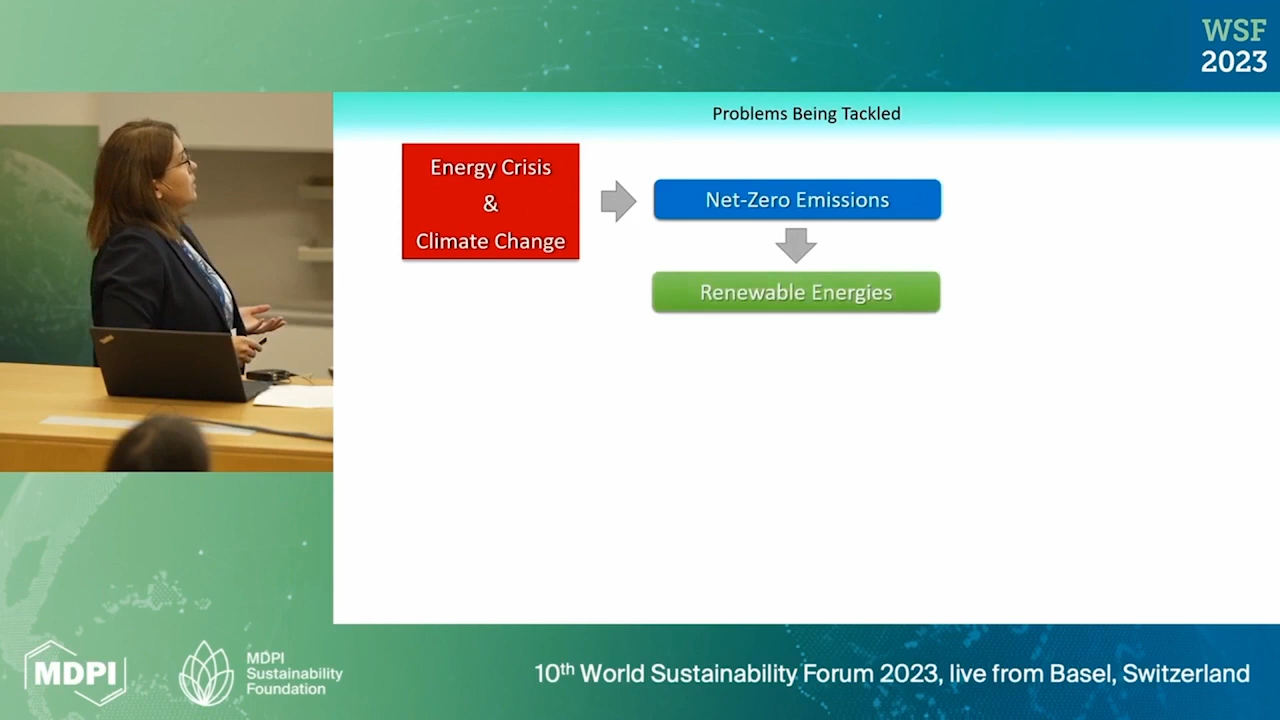 WSF
2023
Problems Being Tackled
Energy Crisis
&
Climate Change
Net-Zero Emissions
Renewable Energies
MDPI
MDPI
Sustainability
Foundation
10th World Sustainability Forum 2023, live from Basel, Switzerland